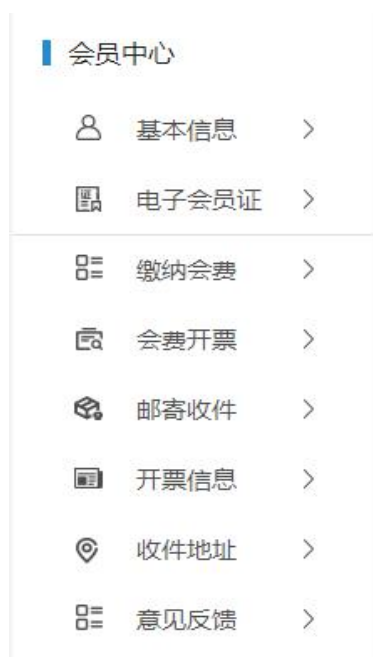 会员中心
基本信息
电子会员证
缴纳会费
会费开票
邮寄收件
开票信息
收件地址
意见反馈